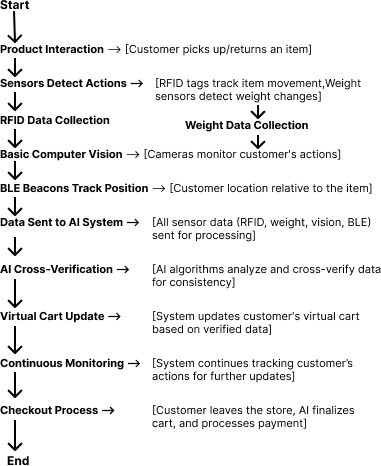 Start
Product Interaction --> [Customer picks up/returns an item]
Sensors Detect Actions --> [RFID tags track item movement,Weight
sensors detect weight changes]
RFID Data Collection
Weight Data Collection
Basic Computer Vision --> [Cameras monitor customer's actions]
BLE Beacons Track Position --> [Customer location relative to the item]
Data Sent to AI System --> [All sensor data (RFID, weight, vision, BLE)
sent for processing]
AI Cross-Verification --> [AI algorithms analyze and cross-verify data
for consistency]
Virtual Cart Update --> [System updates customer's virtual cart
based on verified data]
Continuous Monitoring --> [System continues tracking customer’s
actions for further updates]
Checkout Process --> [Customer leaves the store, AI finalizes
cart, and processes payment]
End